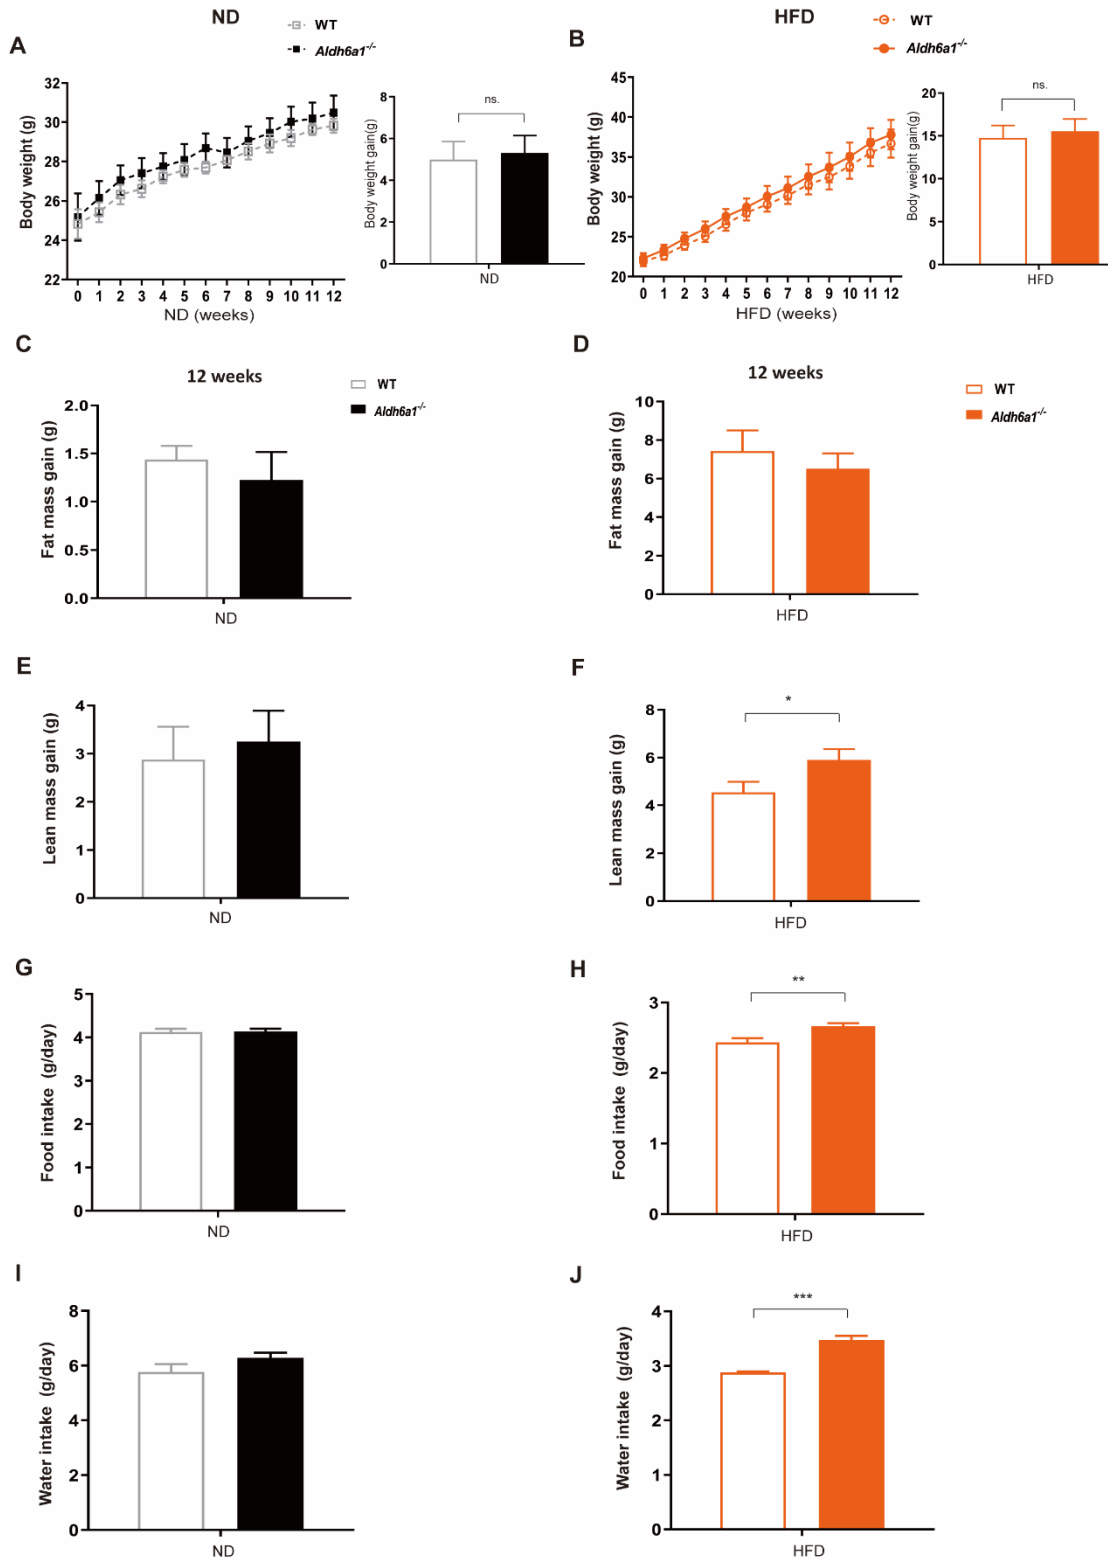 ND
HFD
A
WT
Aldh6a1-/-
B
WT
Aldh6a1-/-
Body weight (g)
32
30
28
26
24
22
0 1 2 3 4 5 6 7 8 9 10 11 12
ND (weeks)
Body weight gain(g)
8
6
4
2
0
ns.
ND
Body weight (g)
45
40
35
30
25
20
0 1 2 3 4 5 6 7 8 9 10 11 12
HFD (weeks)
Body weight gain(g)
20
15
10
5
0
ns.
HFD
C
12 weeks
WT
Aldh6a1-/-
Fat mass gain (g)
2.0
1.5
1.0
0.5
0.0
ND
D
12 weeks
WT
Aldh6a1-/-
Fat mass gain (g)
10
8
6
4
2
0
HFD
E
Lean mass gain (g)
4
3
2
1
0
ND
F
Lean mass gain (g)
8
6
4
2
0
*
HFD
G
Food intake (g/day)
5
4
3
2
1
0
ND
H
Food intake (g/day)
3
2
1
0
**
HFD
I
Water intake (g/day)
8
6
4
2
0
ND
J
Water intake (g/day)
4
3
2
1
0
***
HFD